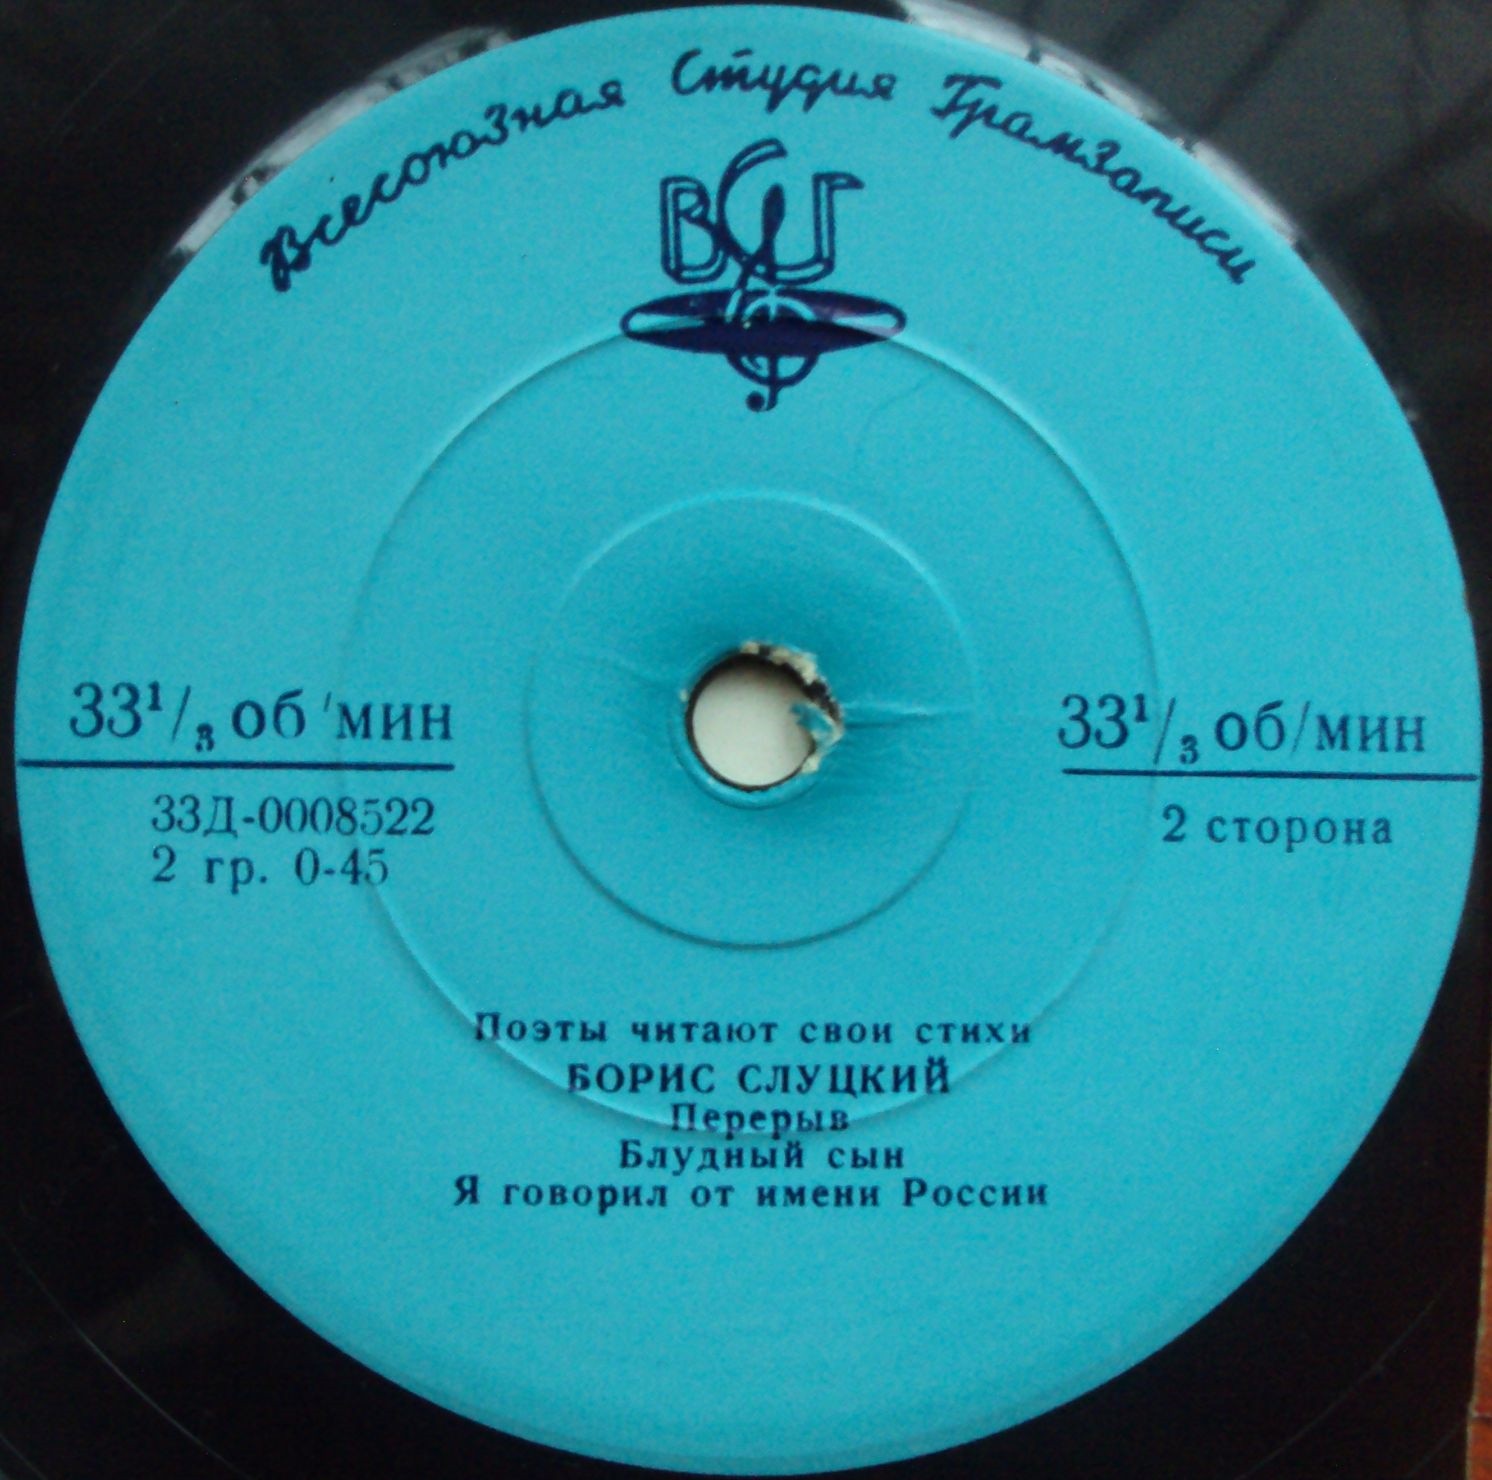 Всесоюзная Студия Грамзаписи
ВСГ
33¹/₃ об/мин
33Д-0008522
2 гр. 0-45
33¹/₃ об/мин
2 сторона
Поэты читают свои стихи
БОРИС СЛУЦКИЙ
Перерыв
Блудный сын
Я говорил от имени России